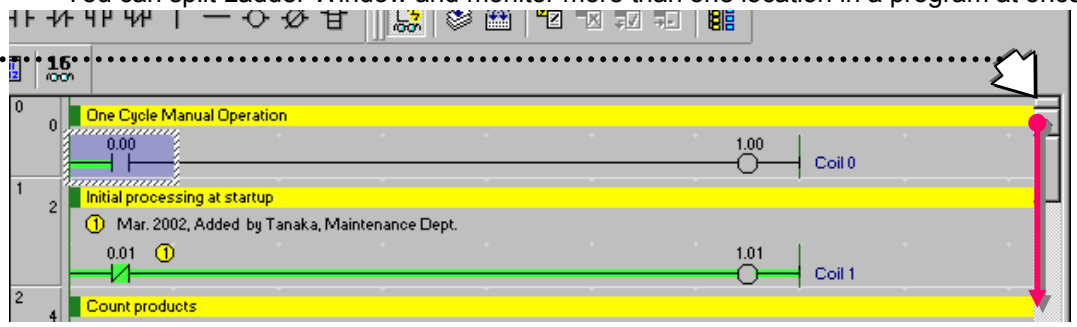 You can split Ladder Window and monitor more than one location in a program at once
16
0 0 One Cycle Manual Operation
0.00 1.00
Coil 0
1 2 Initial processing at startup
1 Mar. 2002, Added by Tanaka, Maintenance Dept.
0.01 1 1.01
Coil 1
2 4 Count products